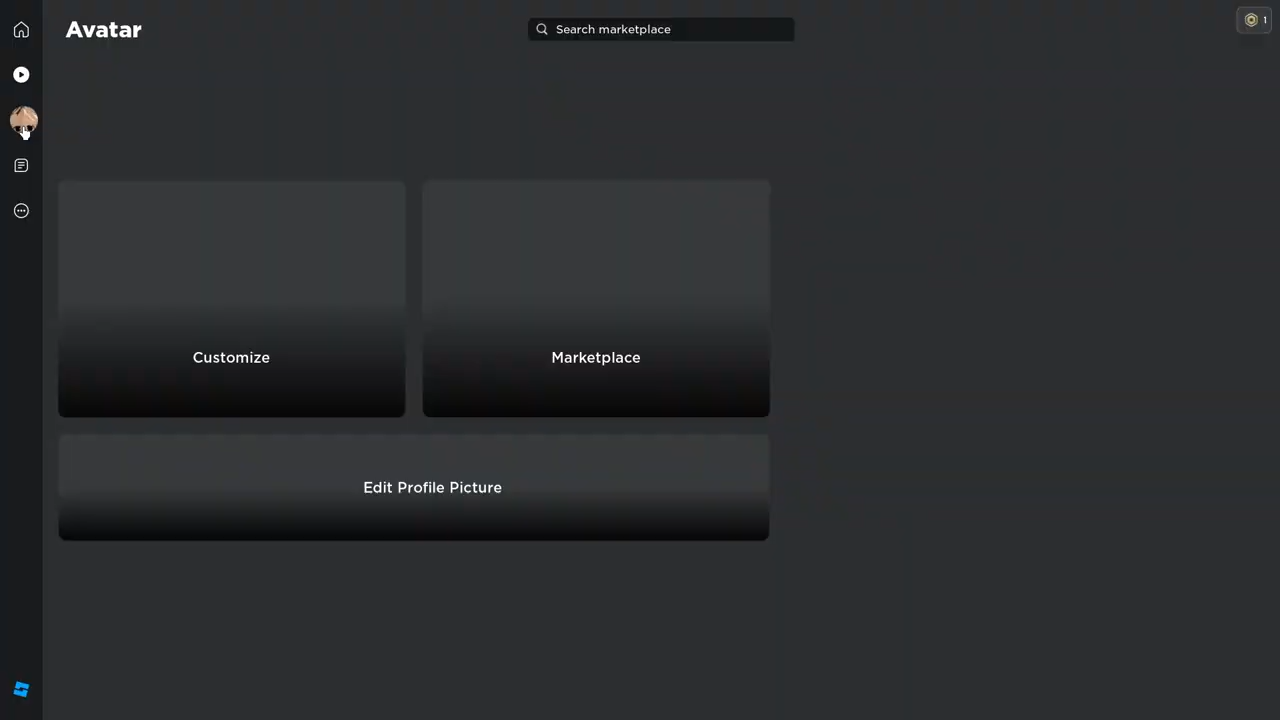 Avatar
Search marketplace
1
Customize
Marketplace
Edit Profile Picture